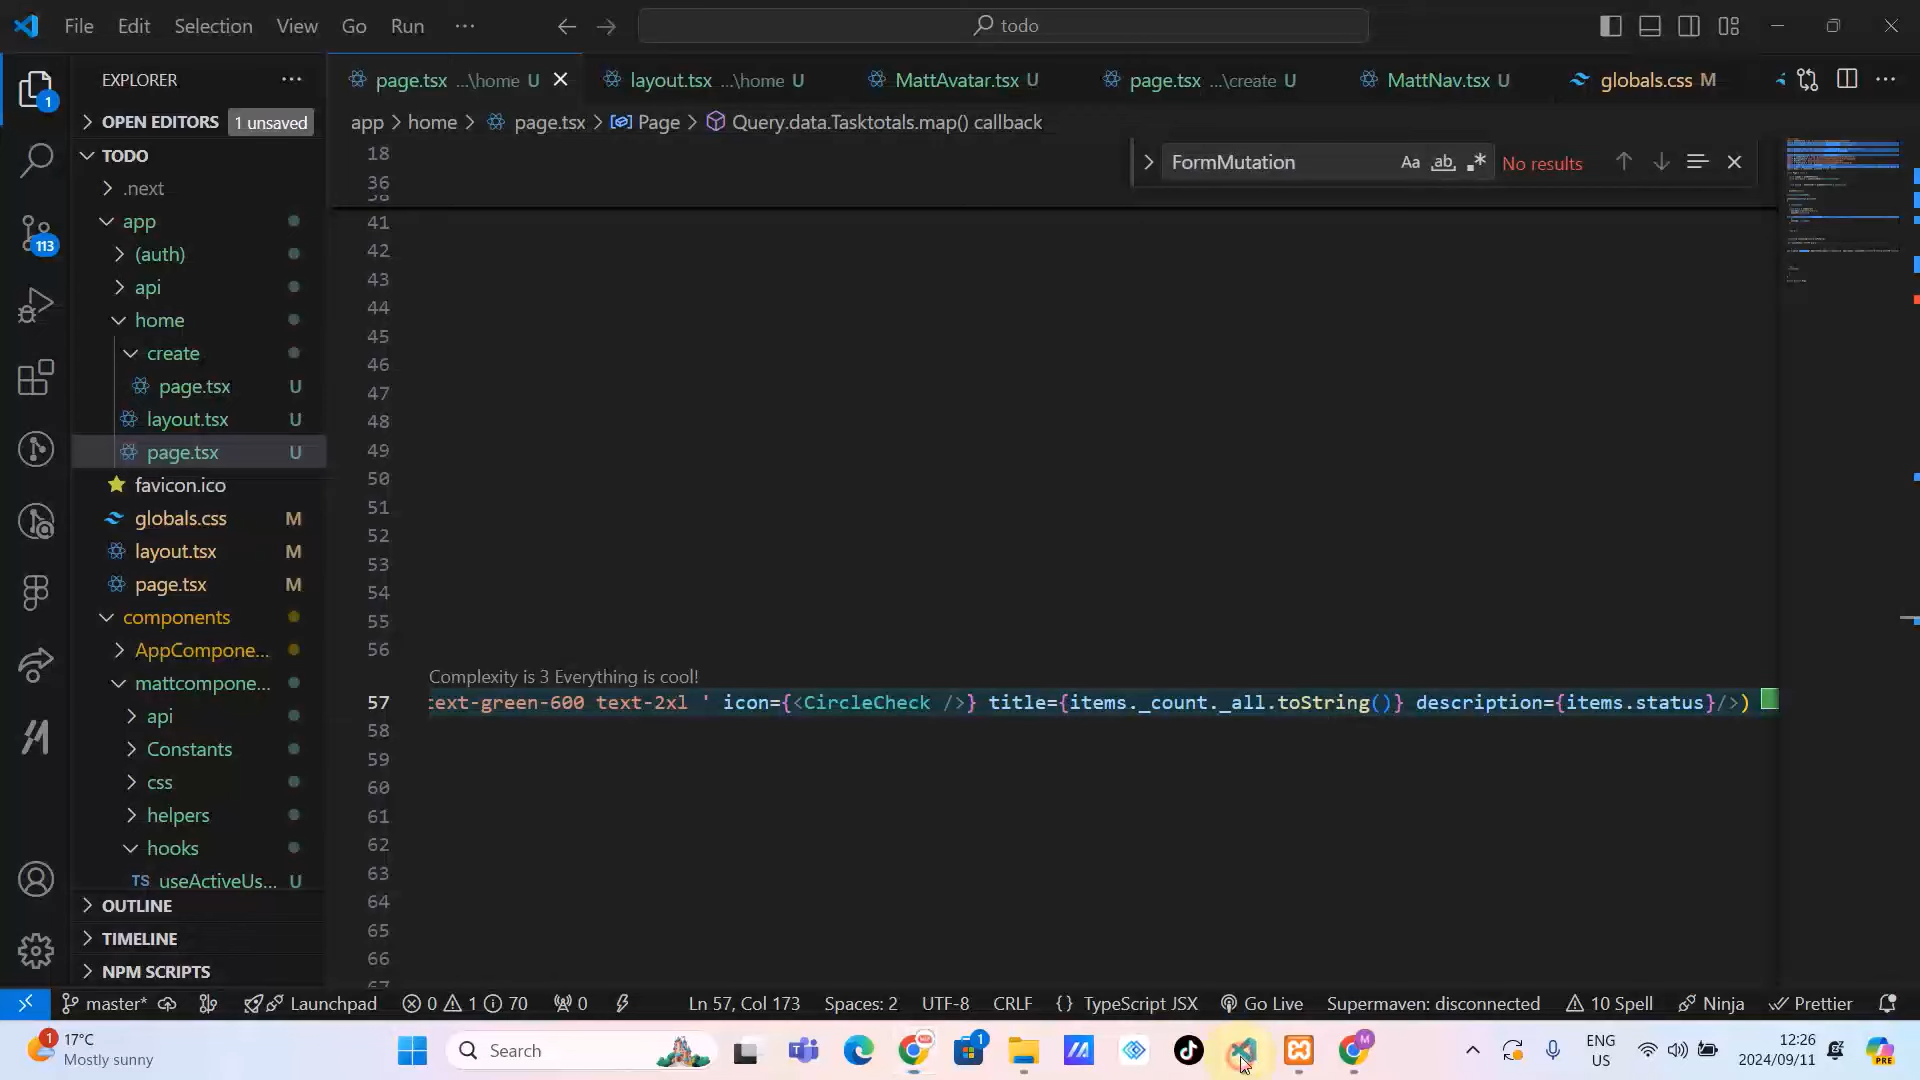 File Edit Selection View Go Run ··· todo
EXPLORER ···
page.tsx ...\home U
layout.tsx ...\home U
MattAvatar.tsx U
page.tsx ...\create U
MattNav.tsx U
globals.css M
OPEN EDITORS 1 unsaved
app > home > page.tsx > Page > Query.data.Tasktotals.map() callback
FormMutation Aa ab No results
TODO
.next
app
(auth)
api
home
create
page.tsx U
layout.tsx U
page.tsx U
favicon.ico
globals.css M
layout.tsx M
page.tsx M
components
AppCompone...
mattcompone...
api
Constants
css
helpers
hooks
TS useActiveUs... U
OUTLINE
TIMELINE
NPM SCRIPTS
1
113
18
36
41
42
43
44
45
46
47
48
49
50
51
52
53
54
55
56
Complexity is 3 Everything is cool!
57 text-green-600 text-2xl ' icon={<CircleCheck />} title={items._count._all.toString()} description={items.status}/>)
58
59
60
61
62
63
64
65
66
master* Launchpad 0 1 70 0 Ln 57, Col 173 Spaces: 2 UTF-8 CRLF {} TypeScript JSX Go Live Supermaven: disconnected 10 Spell Ninja Prettier
1 17°C
Mostly sunny
Search
1
M
ENG
US
12:26
2024/09/11
PRE